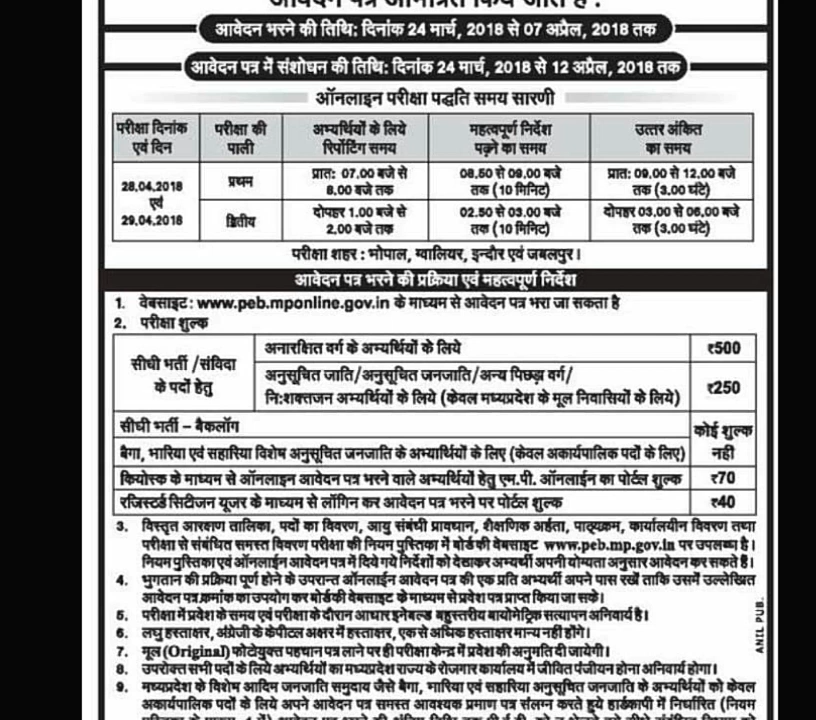 आवेदन पत्र आमंत्रित किये जाते है :
आवेदन भरने की तिथि: दिनांक 24 मार्च, 2018 से 07 अप्रैल, 2018 तक
आवेदन पत्र में संशोधन की तिथि: दिनांक 24 मार्च, 2018 से 12 अप्रैल, 2018 तक
ऑनलाइन परीक्षा पद्धति समय सारणी
परीक्षा दिनांक एवं दिन
परीक्षा की पाली
अभ्यर्थियों के लिये रिपोर्टिंग समय
महत्वपूर्ण निर्देश पढ़ने का समय
उत्तर अंकित का समय
28.04.2018 एवं 29.04.2018
प्रथम
प्रात: 07.00 बजे से 8.00 बजे तक
08.50 से 09.00 बजे तक (10 मिनिट)
प्रात: 09.00 से 12.00 बजे तक (3.00 घंटे)
द्वितीय
दोपहर 1.00 बजे से 2.00 बजे तक
02.50 से 03.00 बजे तक (10 मिनिट)
दोपहर 03.00 से 06.00 बजे तक (3.00 घंटे)
परीक्षा शहर : भोपाल, ग्वालियर, इन्दौर एवं जबलपुर।
आवेदन पत्र भरने की प्रक्रिया एवं महत्वपूर्ण निर्देश
1. वेबसाइट: www.peb.mponline.gov.in के माध्यम से आवेदन पत्र भरा जा सकता है
2. परीक्षा शुल्क
सीधी भर्ती /संविदा के पदों हेतु
अनारक्षित वर्ग के अभ्यर्थियों के लिये
₹500
अनुसूचित जाति/अनुसूचित जनजाति/अन्य पिछड़ा वर्ग/
नि:शक्तजन अभ्यर्थियों के लिये (केवल मध्यप्रदेश के मूल निवासियों के लिये)
₹250
सीधी भर्ती – बैकलॉग
बैगा, भारिया एवं सहारिया विशेष अनुसूचित जनजाति के अभ्यार्थियों के लिए (केवल अकार्यपालिक पदों के लिए)
कोई शुल्क नही
कियोस्क के माध्यम से ऑनलाइन आवेदन पत्र भरने वाले अभ्यर्थियों हेतु एम.पी. ऑनलाईन का पोर्टल शुल्क
₹70
रजिस्टर्ड सिटीजन यूजर के माध्यम से लॉगिन कर आवेदन पत्र भरने पर पोर्टल शुल्क
₹40
3. विस्तृत आरक्षण तालिका, पदों का विवरण, आयु संबंधी प्रावधान, शैक्षणिक अर्हता, पाठ्यक्रम, कार्यालयीन विवरण तथा
परीक्षा से संबंधित समस्त विवरण परीक्षा की नियम पुस्तिका में बोर्ड की वेबसाइट www.peb.mp.gov.in पर उपलब्ध है।
नियम पुस्तिका एवं ऑनलाईन आवेदन पत्र में दिये गये निर्देशों को देखकर अभ्यर्थी अपनी योग्यता अनुसार आवेदन कर सकते हैं।
4. भुगतान की प्रक्रिया पूर्ण होने के उपरान्त ऑनलाईन आवेदन पत्र की एक प्रति अभ्यर्थी अपने पास रखें ताकि उसमें उल्लेखित
आवेदन पत्र क्रमांक का उपयोग कर बोर्ड की वेबसाइट के माध्यम से प्रवेश पत्र प्राप्त किया जा सके।
5. परीक्षा में प्रवेश के समय एवं परीक्षा के दौरान आधार इनेबल्ड बहुस्तरीय बायोमेट्रिक सत्यापन अनिवार्य है।
6. लघु हस्ताक्षर, अंग्रेजी के केपीटल अक्षर में हस्ताक्षर, एक से अधिक हस्ताक्षर मान्य नहीं होंगे।
7. मूल (Original) फोटोयुक्त पहचान पत्र लाने पर ही परीक्षा केन्द्र में प्रवेश की अनुमति दी जायेगी।
8. उपरोक्त सभी पदों के लिये अभ्यर्थियों का मध्यप्रदेश राज्य के रोजगार कार्यालय में जीवित पंजीयन होना अनिवार्य होगा।
9. मध्यप्रदेश के विशेष आदिम जनजाति समुदाय जैसे बैगा, भारिया एवं सहारिया अनुसूचित जनजाति के अभ्यर्थियों को केवल
अकार्यपालिक पदों के लिये अपने आवेदन पत्र समस्त आवश्यक प्रमाण पत्र संलग्न करते हुये हार्डकापी में निर्धारित (नियम
ANIL PUB.